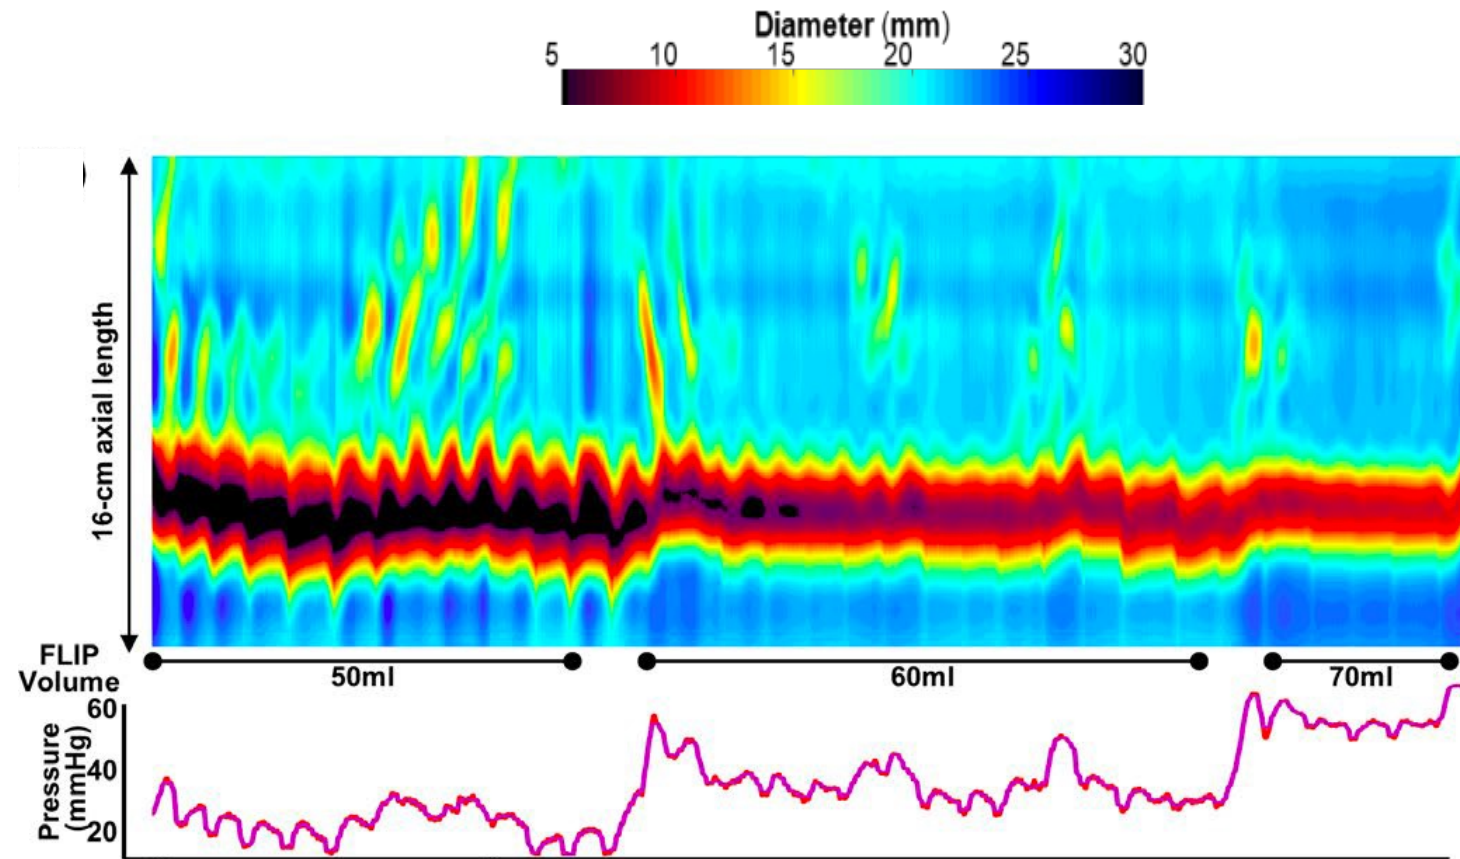 Diameter (mm)
5 10 15 20 25 30
)
16-cm axial length
FLIP
Volume
50ml 60ml 70ml
60
40
20
Pressure
(mmHg)